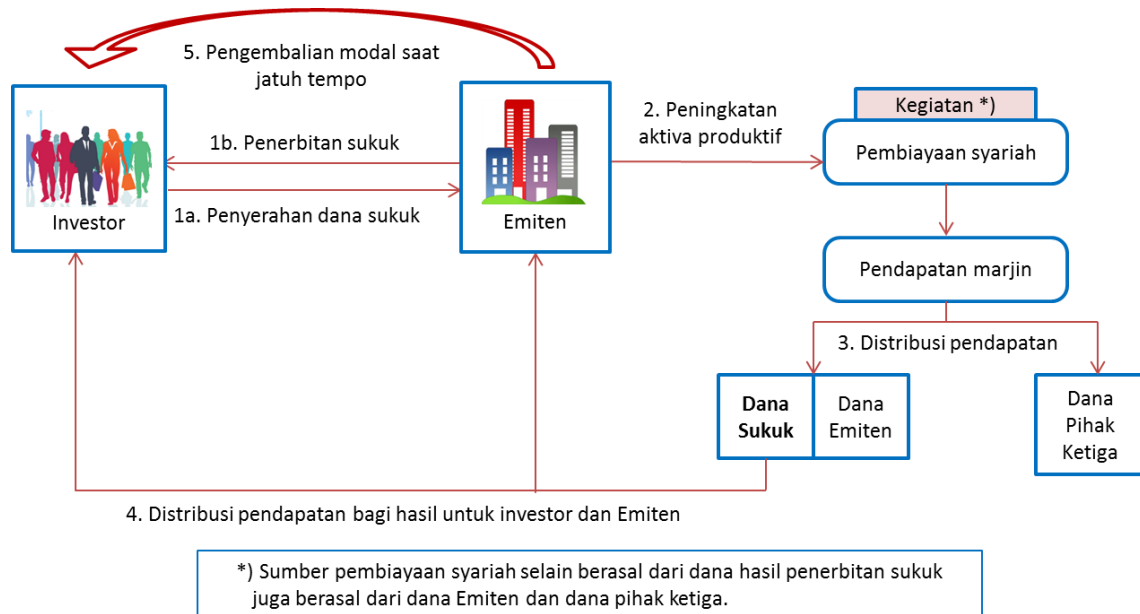 5. Pengembalian modal saat
jatuh tempo
Kegiatan *)
2. Peningkatan
aktiva produktif
1b. Penerbitan sukuk
Pembiayaan syariah
1a. Penyerahan dana sukuk
Investor
Emiten
Pendapatan marjin
3. Distribusi pendapatan
Dana
Sukuk
Dana
Emiten
Dana
Pihak
Ketiga
4. Distribusi pendapatan bagi hasil untuk investor dan Emiten
*) Sumber pembiayaan syariah selain berasal dari dana hasil penerbitan sukuk
juga berasal dari dana Emiten dan dana pihak ketiga.